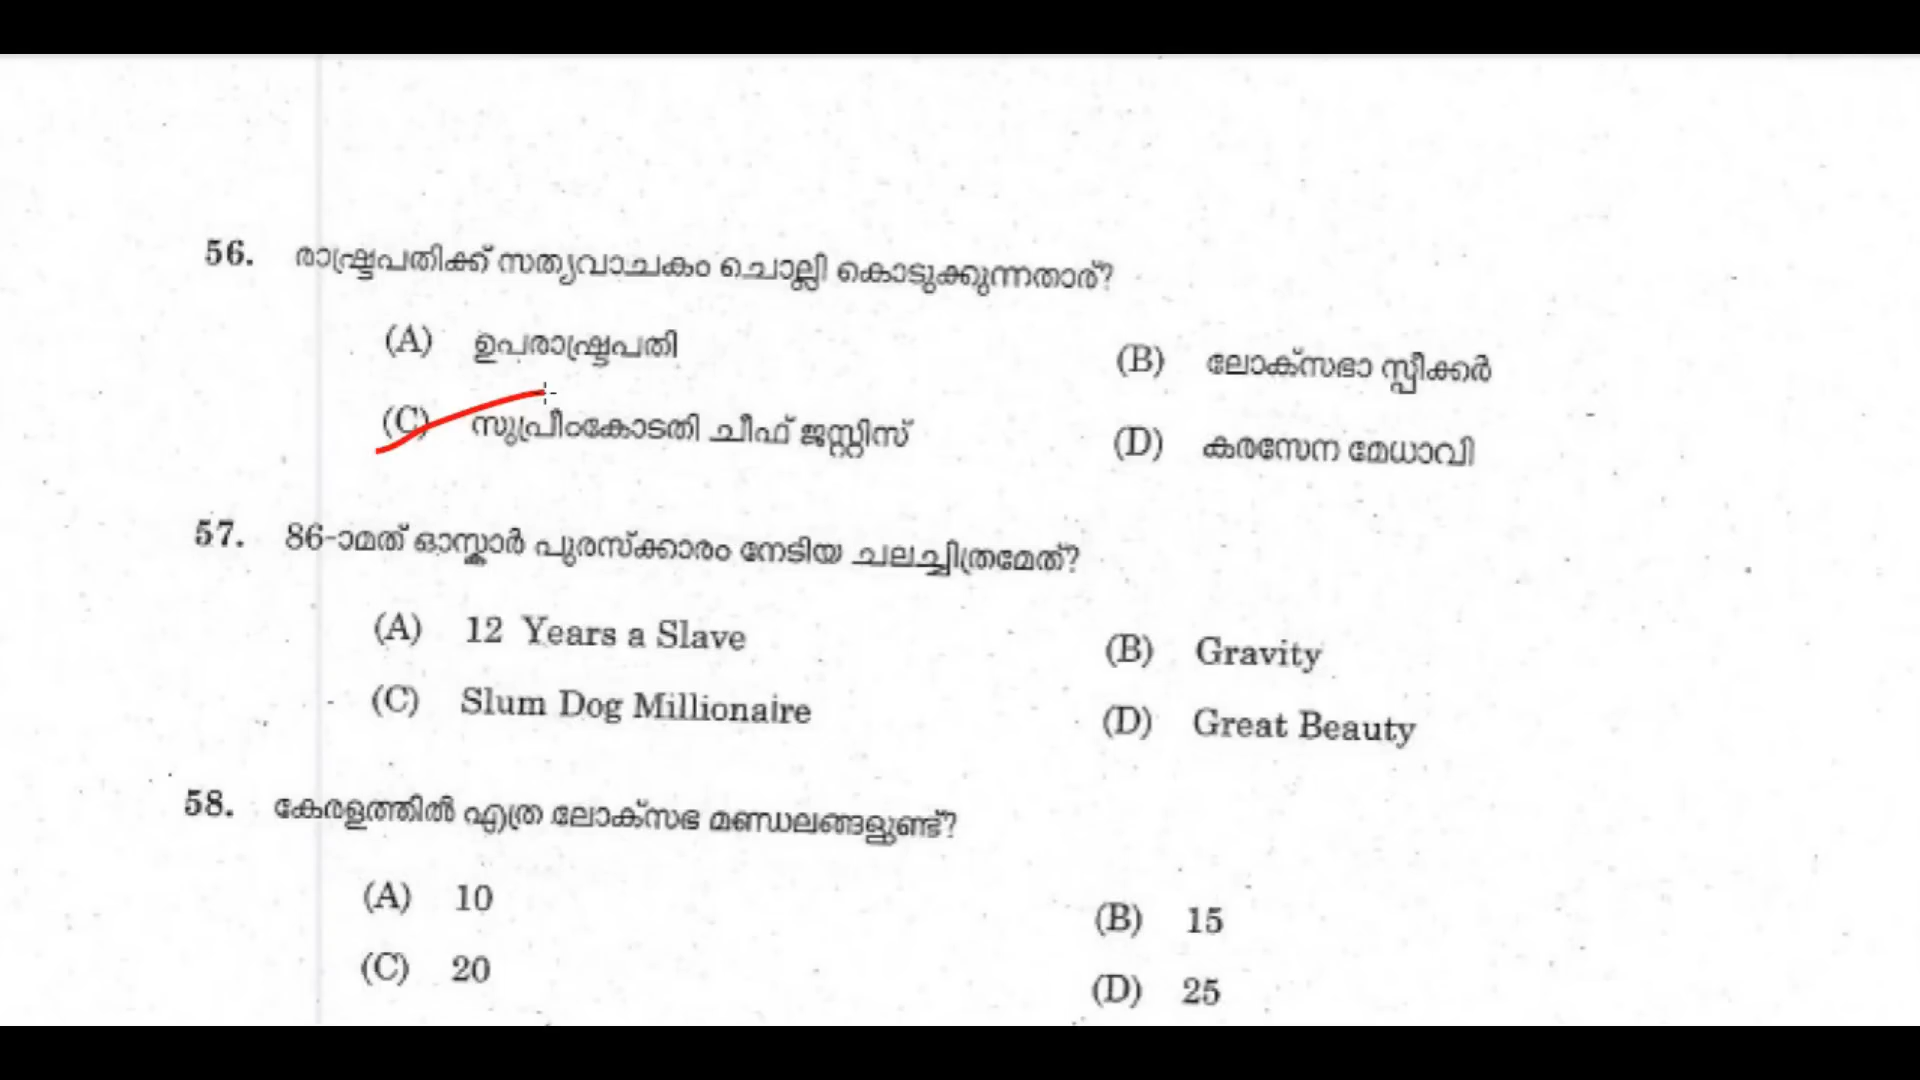 56. രാഷ്ട്രപതിക്ക് സത്യവാചകം ചൊല്ലി കൊടുക്കുന്നതാര്?
(A) ഉപരാഷ്ട്രപതി (B) ലോക്സഭാ സ്പീക്കർ
(C) സുപ്രീംകോടതി ചീഫ് ജസ്റ്റിസ് (D) കരസേന മേധാവി
57. 86-ാമത് ഓസ്കാർ പുരസ്ക്കാരം നേടിയ ചലച്ചിത്രമേത്?
(A) 12 Years a Slave (B) Gravity
(C) Slum Dog Millionaire (D) Great Beauty
58. കേരളത്തിൽ എത്ര ലോക്സഭ മണ്ഡലങ്ങളുണ്ട്?
(A) 10 (B) 15
(C) 20 (D) 25